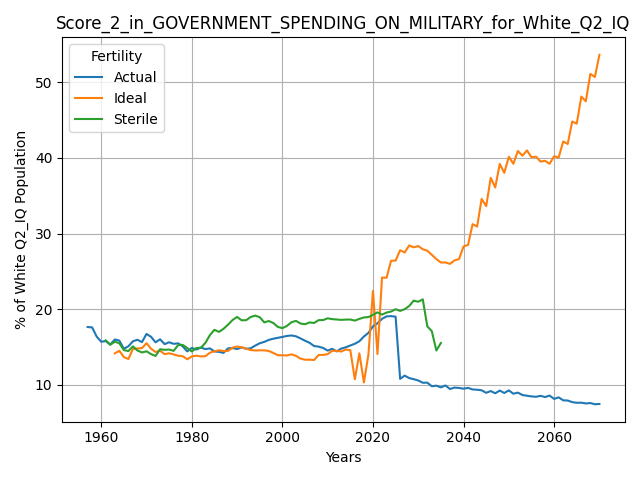 Score_2_in_GOVERNMENT_SPENDING_ON_MILITARY_for_White_Q2_IQ
Fertility
Actual
Ideal
Sterile
% of White Q2_IQ Population
50
40
30
20
10
1960
1980
2000
2020
2040
2060
Years